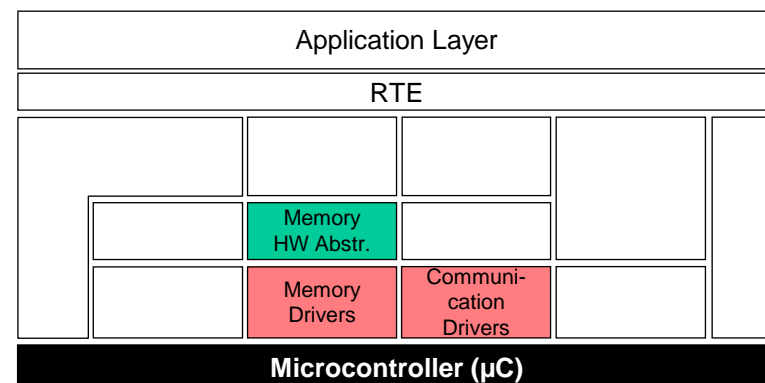 Application Layer
RTE
Memory
HW Abstr.
Memory
Drivers
Communi-
cation
Drivers
Microcontroller (µC)